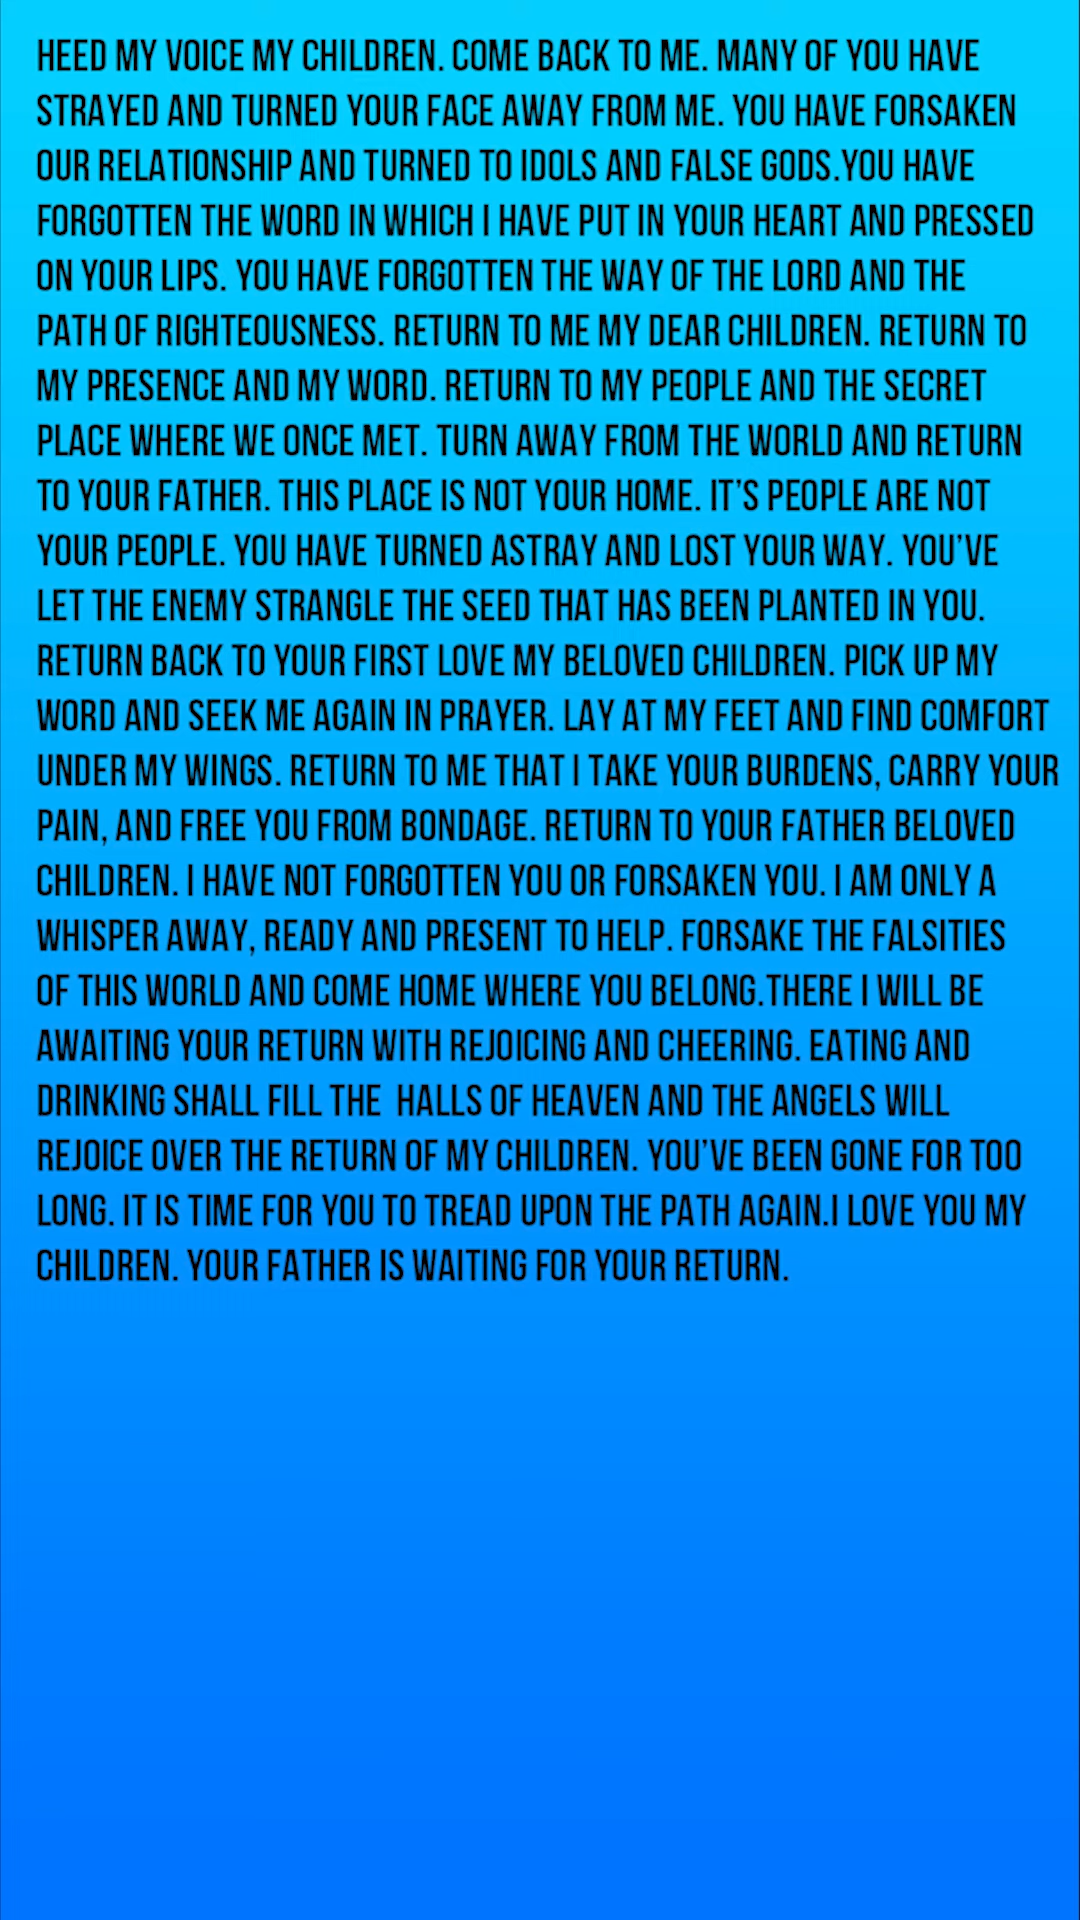 HEED MY VOICE MY CHILDREN. COME BACK TO ME. MANY OF YOU HAVE
STRAYED AND TURNED YOUR FACE AWAY FROM ME. YOU HAVE FORSAKEN
OUR RELATIONSHIP AND TURNED TO IDOLS AND FALSE GODS.YOU HAVE
FORGOTTEN THE WORD IN WHICH I HAVE PUT IN YOUR HEART AND PRESSED
ON YOUR LIPS. YOU HAVE FORGOTTEN THE WAY OF THE LORD AND THE
PATH OF RIGHTEOUSNESS. RETURN TO ME MY DEAR CHILDREN. RETURN TO
MY PRESENCE AND MY WORD. RETURN TO MY PEOPLE AND THE SECRET
PLACE WHERE WE ONCE MET. TURN AWAY FROM THE WORLD AND RETURN
TO YOUR FATHER. THIS PLACE IS NOT YOUR HOME. IT'S PEOPLE ARE NOT
YOUR PEOPLE. YOU HAVE TURNED ASTRAY AND LOST YOUR WAY. YOU'VE
LET THE ENEMY STRANGLE THE SEED THAT HAS BEEN PLANTED IN YOU.
RETURN BACK TO YOUR FIRST LOVE MY BELOVED CHILDREN. PICK UP MY
WORD AND SEEK ME AGAIN IN PRAYER. LAY AT MY FEET AND FIND COMFORT
UNDER MY WINGS. RETURN TO ME THAT I TAKE YOUR BURDENS, CARRY YOUR
PAIN, AND FREE YOU FROM BONDAGE. RETURN TO YOUR FATHER BELOVED
CHILDREN. I HAVE NOT FORGOTTEN YOU OR FORSAKEN YOU. I AM ONLY A
WHISPER AWAY, READY AND PRESENT TO HELP. FORSAKE THE FALSITIES
OF THIS WORLD AND COME HOME WHERE YOU BELONG.THERE I WILL BE
AWAITING YOUR RETURN WITH REJOICING AND CHEERING. EATING AND
DRINKING SHALL FILL THE  HALLS OF HEAVEN AND THE ANGELS WILL
REJOICE OVER THE RETURN OF MY CHILDREN. YOU'VE BEEN GONE FOR TOO
LONG. IT IS TIME FOR YOU TO TREAD UPON THE PATH AGAIN.I LOVE YOU MY
CHILDREN. YOUR FATHER IS WAITING FOR YOUR RETURN.